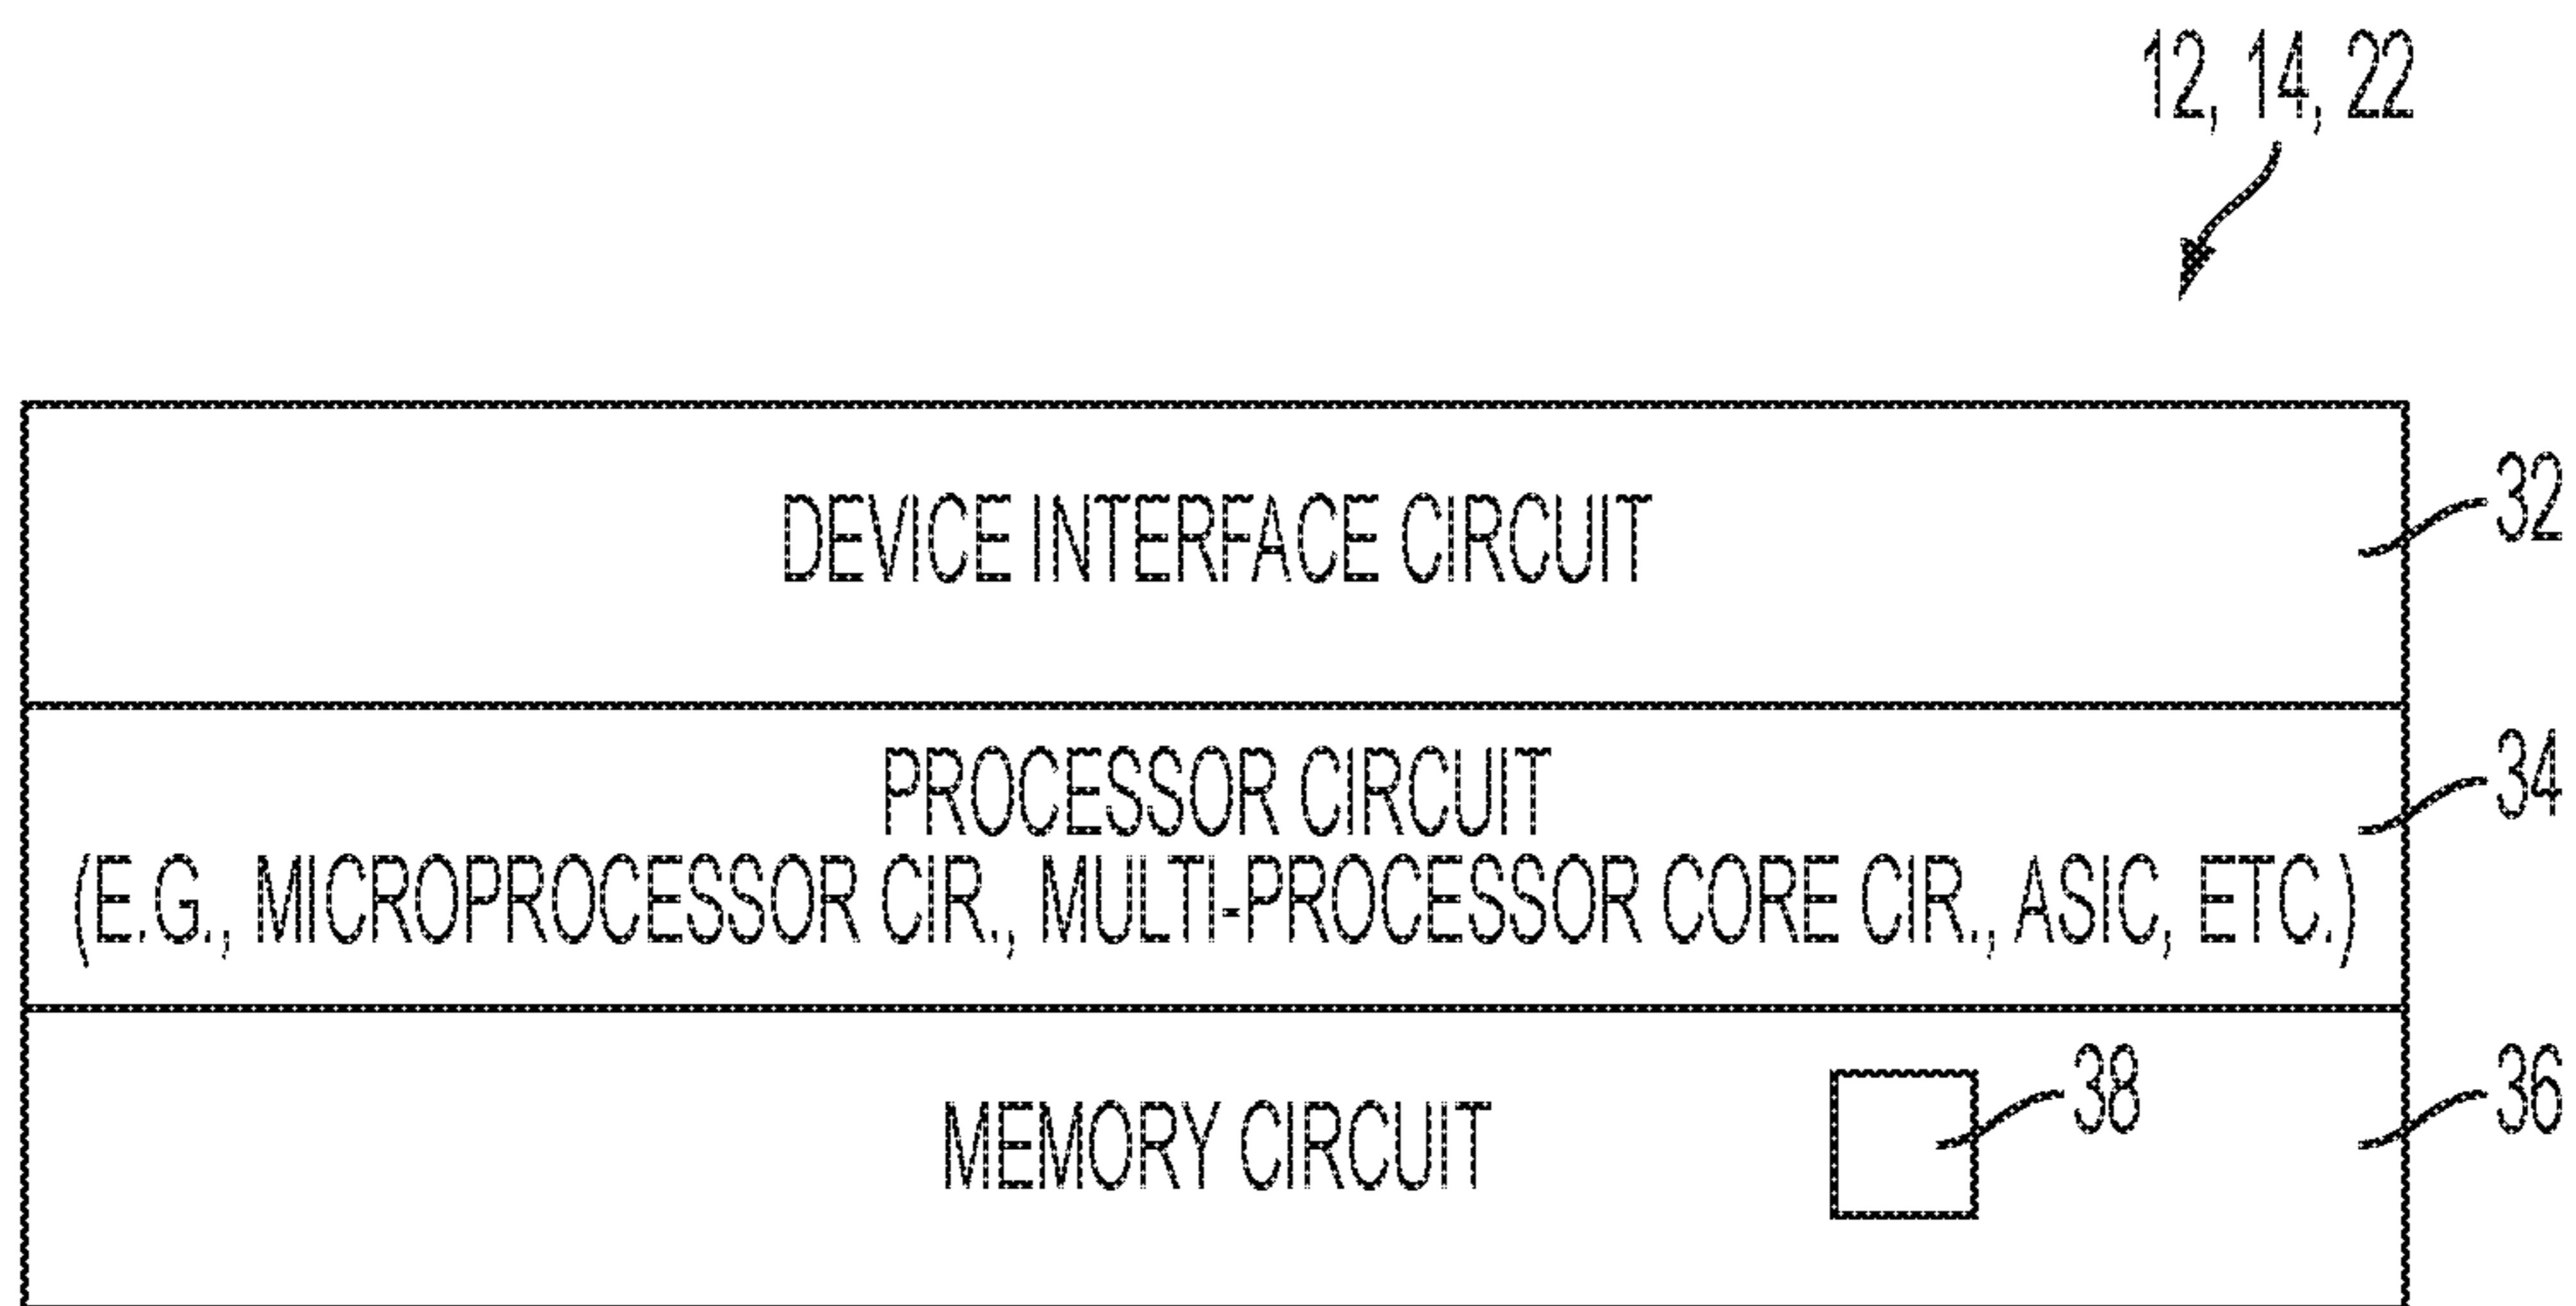 12, 14, 22
DEVICE INTERFACE CIRCUIT
32
PROCESSOR CIRCUIT
34
(E.G., MICROPROCESSOR CIR., MULTI-PROCESSOR CORE CIR., ASIC, ETC.)
MEMORY CIRCUIT
38
36